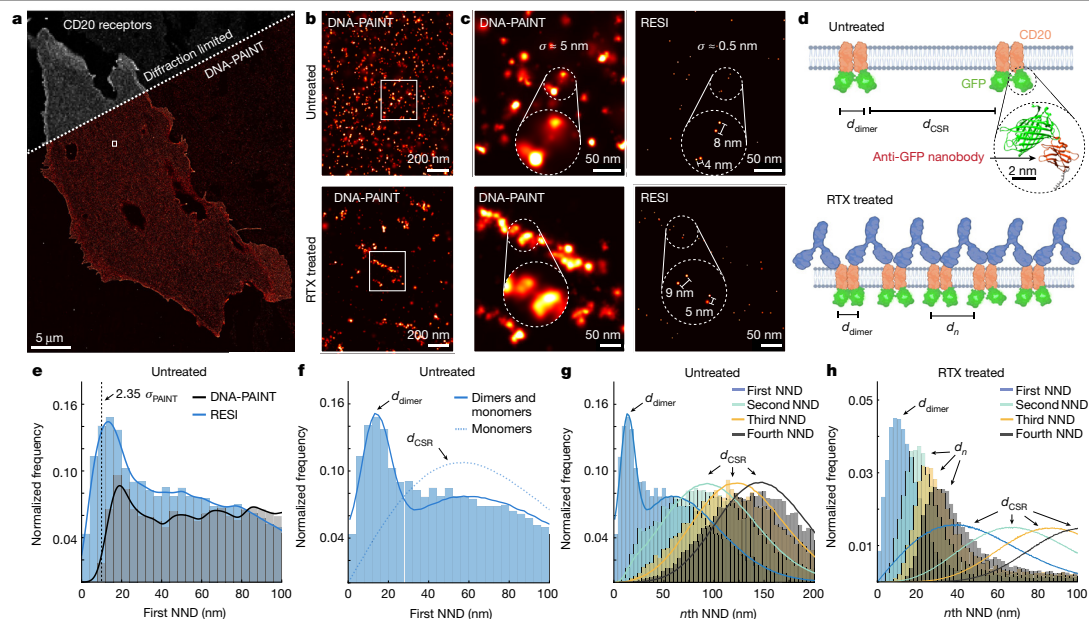 a
CD20 receptors
Diffraction limited
DNA-PAINT
5 μm
b
DNA-PAINT
Untreated
200 nm
DNA-PAINT
RTX treated
200 nm
c
DNA-PAINT
σ ≈ 5 nm
50 nm
RESI
σ ≈ 0.5 nm
8 nm
4 nm
50 nm
DNA-PAINT
50 nm
RESI
9 nm
5 nm
50 nm
d
Untreated
CD20
GFP
d_dimer
d_CSR
Anti-GFP nanobody
2 nm
RTX treated
d_dimer
d_n
e
Untreated
2.35 σ_PAINT
DNA-PAINT
RESI
Normalized frequency
0.16
0.10
0.04
0 20 40 60 80 100
First NND (nm)
f
Untreated
d_dimer
Dimers and
monomers
Monomers
d_CSR
Normalized frequency
0.16
0.10
0.04
0 20 40 60 80 100
First NND (nm)
g
Untreated
d_dimer
First NND
Second NND
Third NND
Fourth NND
d_CSR
Normalized frequency
0.16
0.10
0.04
0 50 100 150 200
nth NND (nm)
h
RTX treated
First NND
Second NND
Third NND
Fourth NND
d_dimer
d_n
d_CSR
Normalized frequency
0.05
0.03
0.01
0 20 40 60 80 100
nth NND (nm)